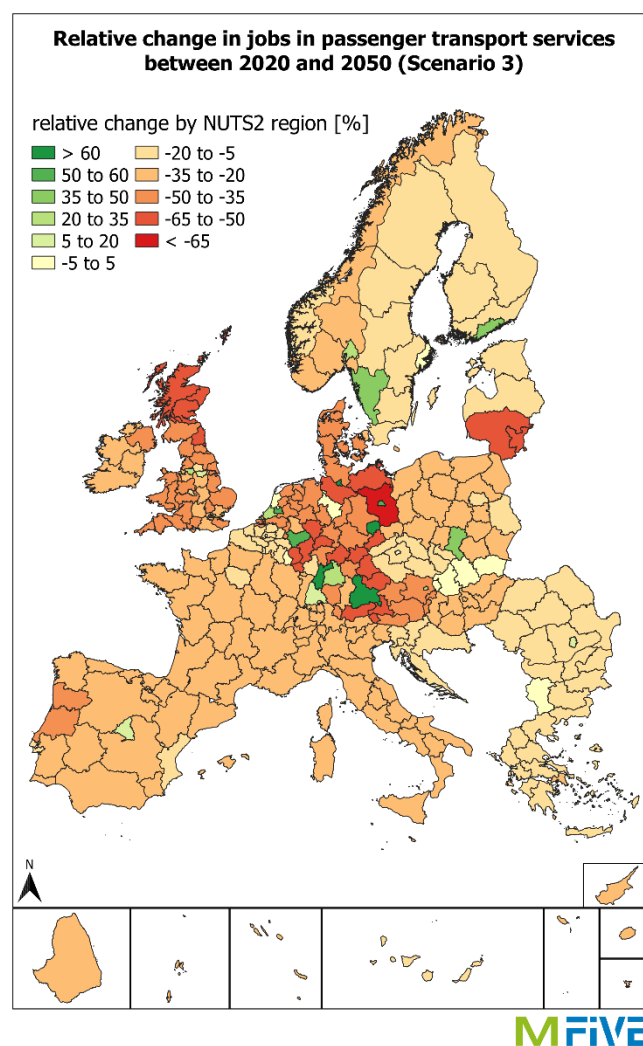 Relative change in jobs in passenger transport services
between 2020 and 2050 (Scenario 3)
relative change by NUTS2 region [%]
> 60
50 to 60
35 to 50
20 to 35
5 to 20
-5 to 5
-20 to -5
-35 to -20
-50 to -35
-65 to -50
< -65
N
MFIVE